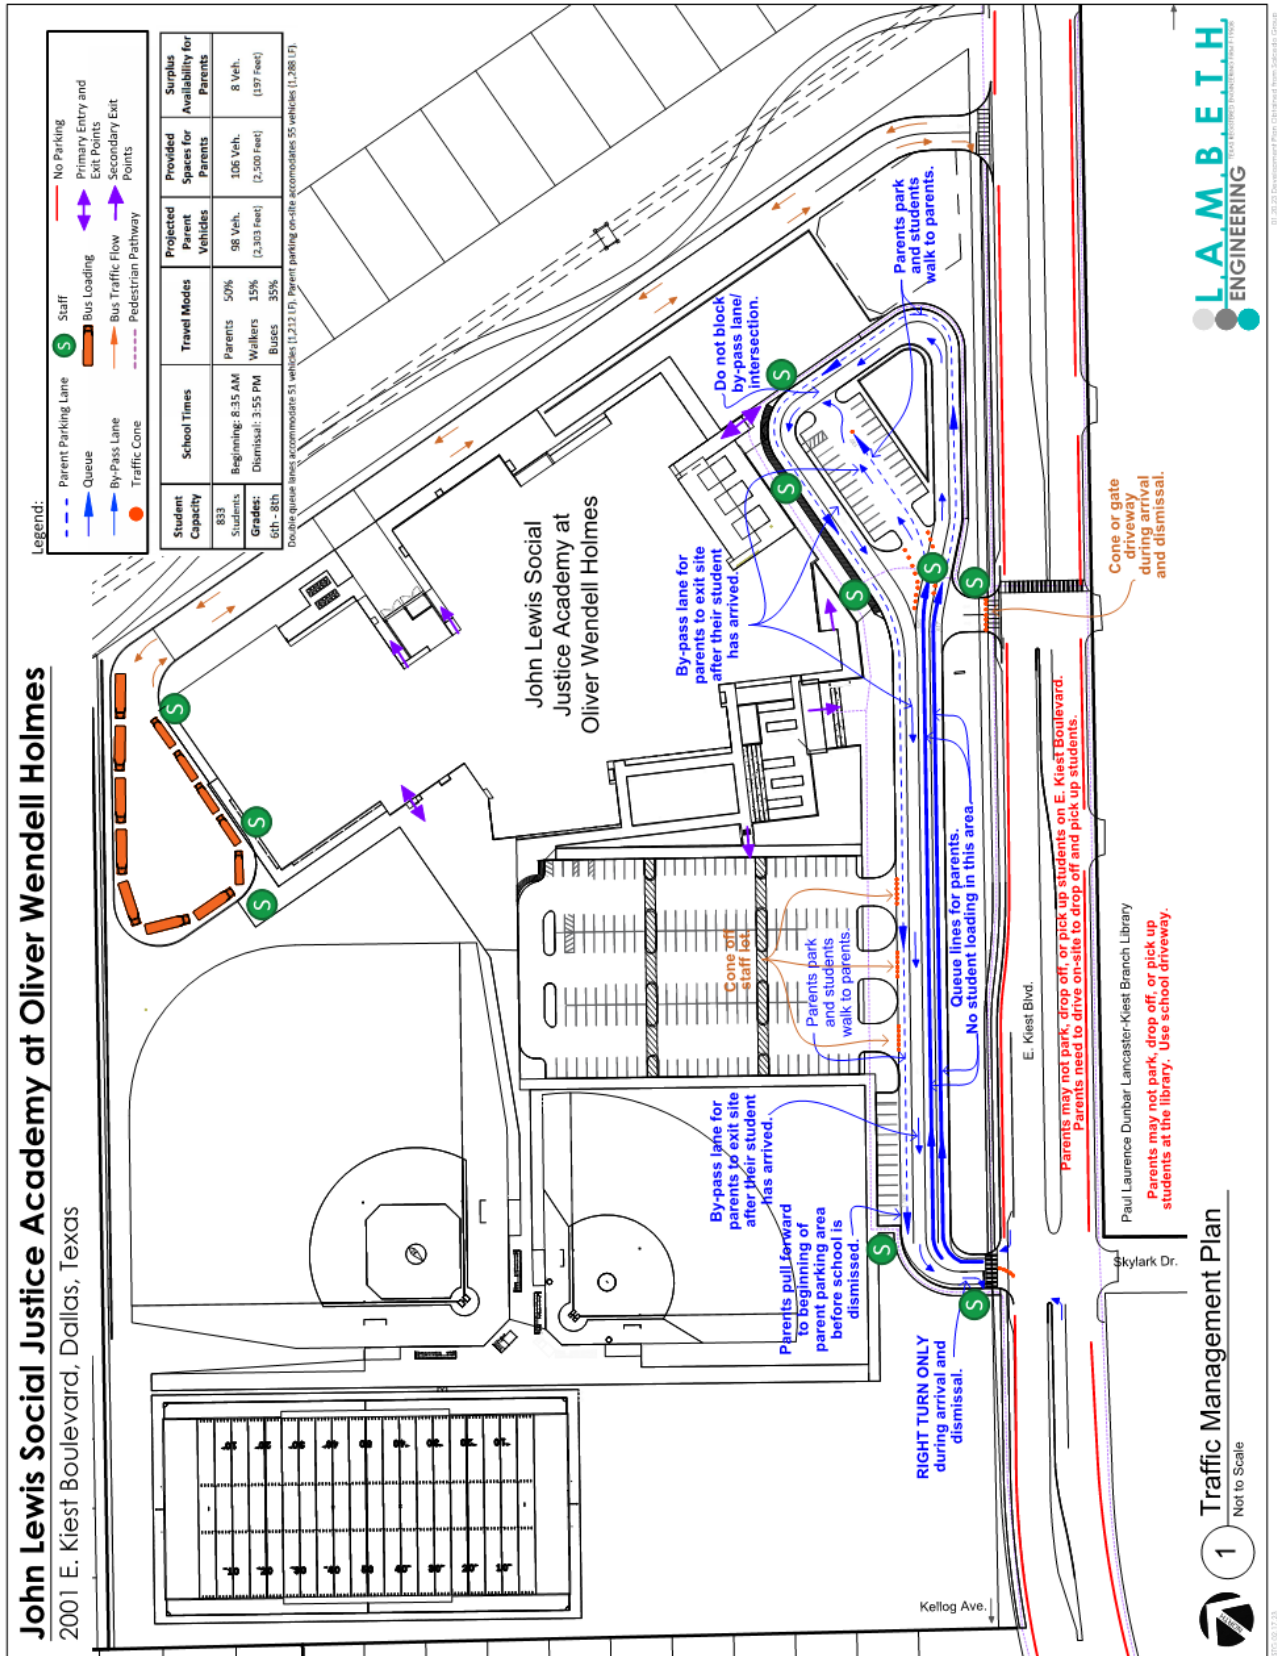 John Lewis Social Justice Academy at Oliver Wendell Holmes
2001 E. Kiest Boulevard, Dallas, Texas
Legend:
Parent Parking Lane
Queue
By-Pass Lane
Traffic Cone
S
Staff
Bus Loading
Bus Traffic Flow
Pedestrian Pathway
No Parking
Primary Entry and
Exit Points
Secondary Exit
Points
Student
Capacity
School Times
Travel Modes
Projected
Parent
Vehicles
Provided
Spaces for
Parents
Surplus
Availability for
Parents
833
Students
Grades:
6th - 8th
Beginning: 8:35 AM
Dismissal: 3:55 PM
Parents 50%
Walkers 15%
Buses 35%
98 Veh.
(2,303 Feet)
106 Veh.
(2,500 Feet)
8 Veh.
(197 Feet)
Double queue lanes accommodate 51 vehicles (1,212 LF). Parent parking on-site accomodates 55 vehicles (1,288 LF).
John Lewis Social
Justice Academy at
Oliver Wendell Holmes
Do not block
by-pass lane/
intersection.
Parents park
and students
walk to parents.
By-pass lane for
parents to exit site
after their student
has arrived.
Cone or gate
driveway
during arrival
and dismissal.
Cone off
staff lot.
Parents park
and students
walk to parents.
Queue lines for parents.
No student loading in this area.
By-pass lane for
parents to exit site
after their student
has arrived.
Parents pull forward
to beginning of
parent parking area
before school is
dismissed.
RIGHT TURN ONLY
during arrival and
dismissal.
S
S
S
S
S
S
S
S
S
S
E. Kiest Blvd.
Parents may not park, drop off, or pick up students on E. Kiest Boulevard.
Parents need to drive on-site to drop off and pick up students.
Paul Laurence Dunbar Lancaster-Kiest Branch Library
Parents may not park, drop off, or pick up
students at the library. Use school driveway.
Skylark Dr.
Kellog Ave.
NORTH
1
Traffic Management Plan
Not to Scale
LAMBETH
ENGINEERING